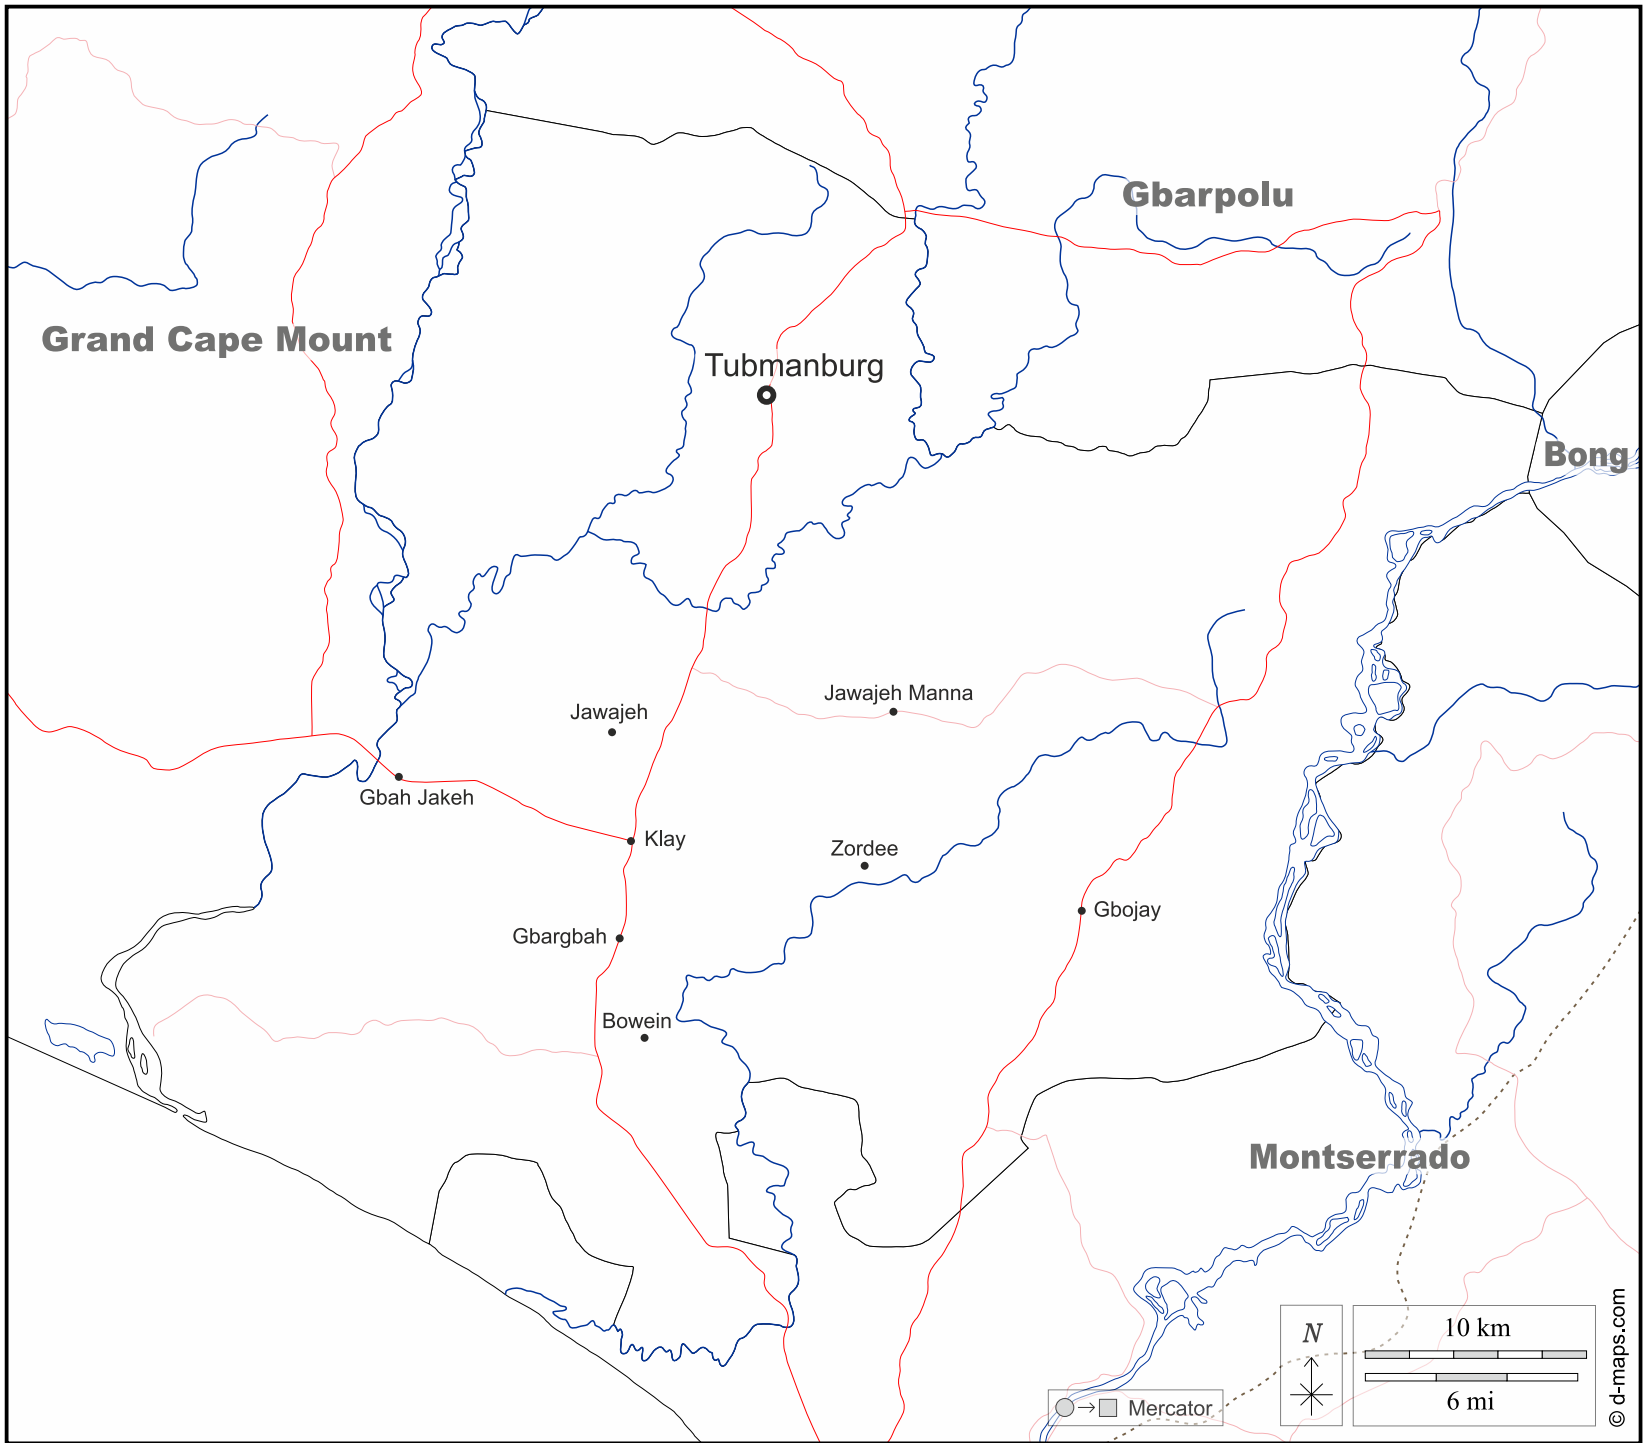 Gbarpolu
Grand Cape Mount
Tubmanburg
Bong
Jawajeh Manna
Jawajeh
Gbah Jakeh
Klay
Zordee
Gbojay
Gbargbah
Bowein
Montserrado
N
10 km
6 mi
Mercator
© d-maps.com